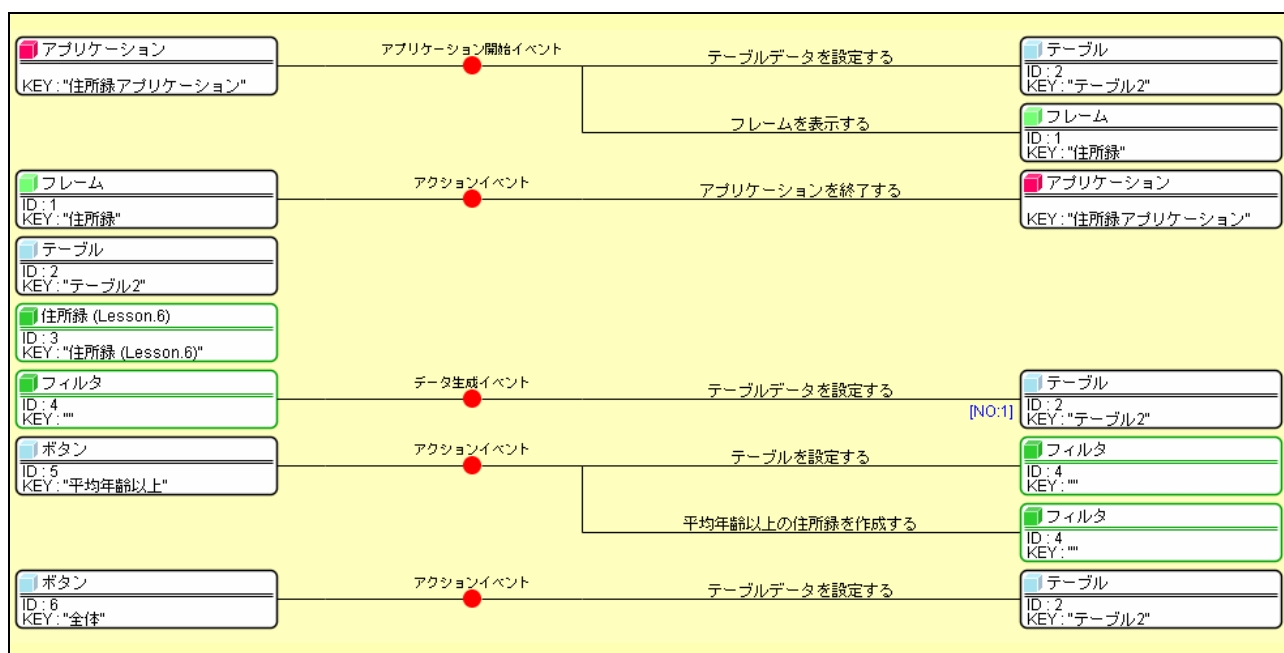 アプリケーション
KEY : "住所録アプリケーション"
アプリケーション開始イベント
テーブルデータを設定する
テーブル
ID : 2
KEY : "テーブル2"
フレームを表示する
フレーム
ID : 1
KEY : "住所録"
フレーム
ID : 1
KEY : "住所録"
アクションイベント
アプリケーションを終了する
アプリケーション
KEY : "住所録アプリケーション"
テーブル
ID : 2
KEY : "テーブル2"
住所録 (Lesson.6)
ID : 3
KEY : "住所録 (Lesson.6)"
フィルタ
ID : 4
KEY : ""
データ生成イベント
テーブルデータを設定する
[NO:1]
テーブル
ID : 2
KEY : "テーブル2"
ボタン
ID : 5
KEY : "平均年齢以上"
アクションイベント
テーブルを設定する
フィルタ
ID : 4
KEY : ""
平均年齢以上の住所録を作成する
フィルタ
ID : 4
KEY : ""
ボタン
ID : 6
KEY : "全体"
アクションイベント
テーブルデータを設定する
テーブル
ID : 2
KEY : "テーブル2"